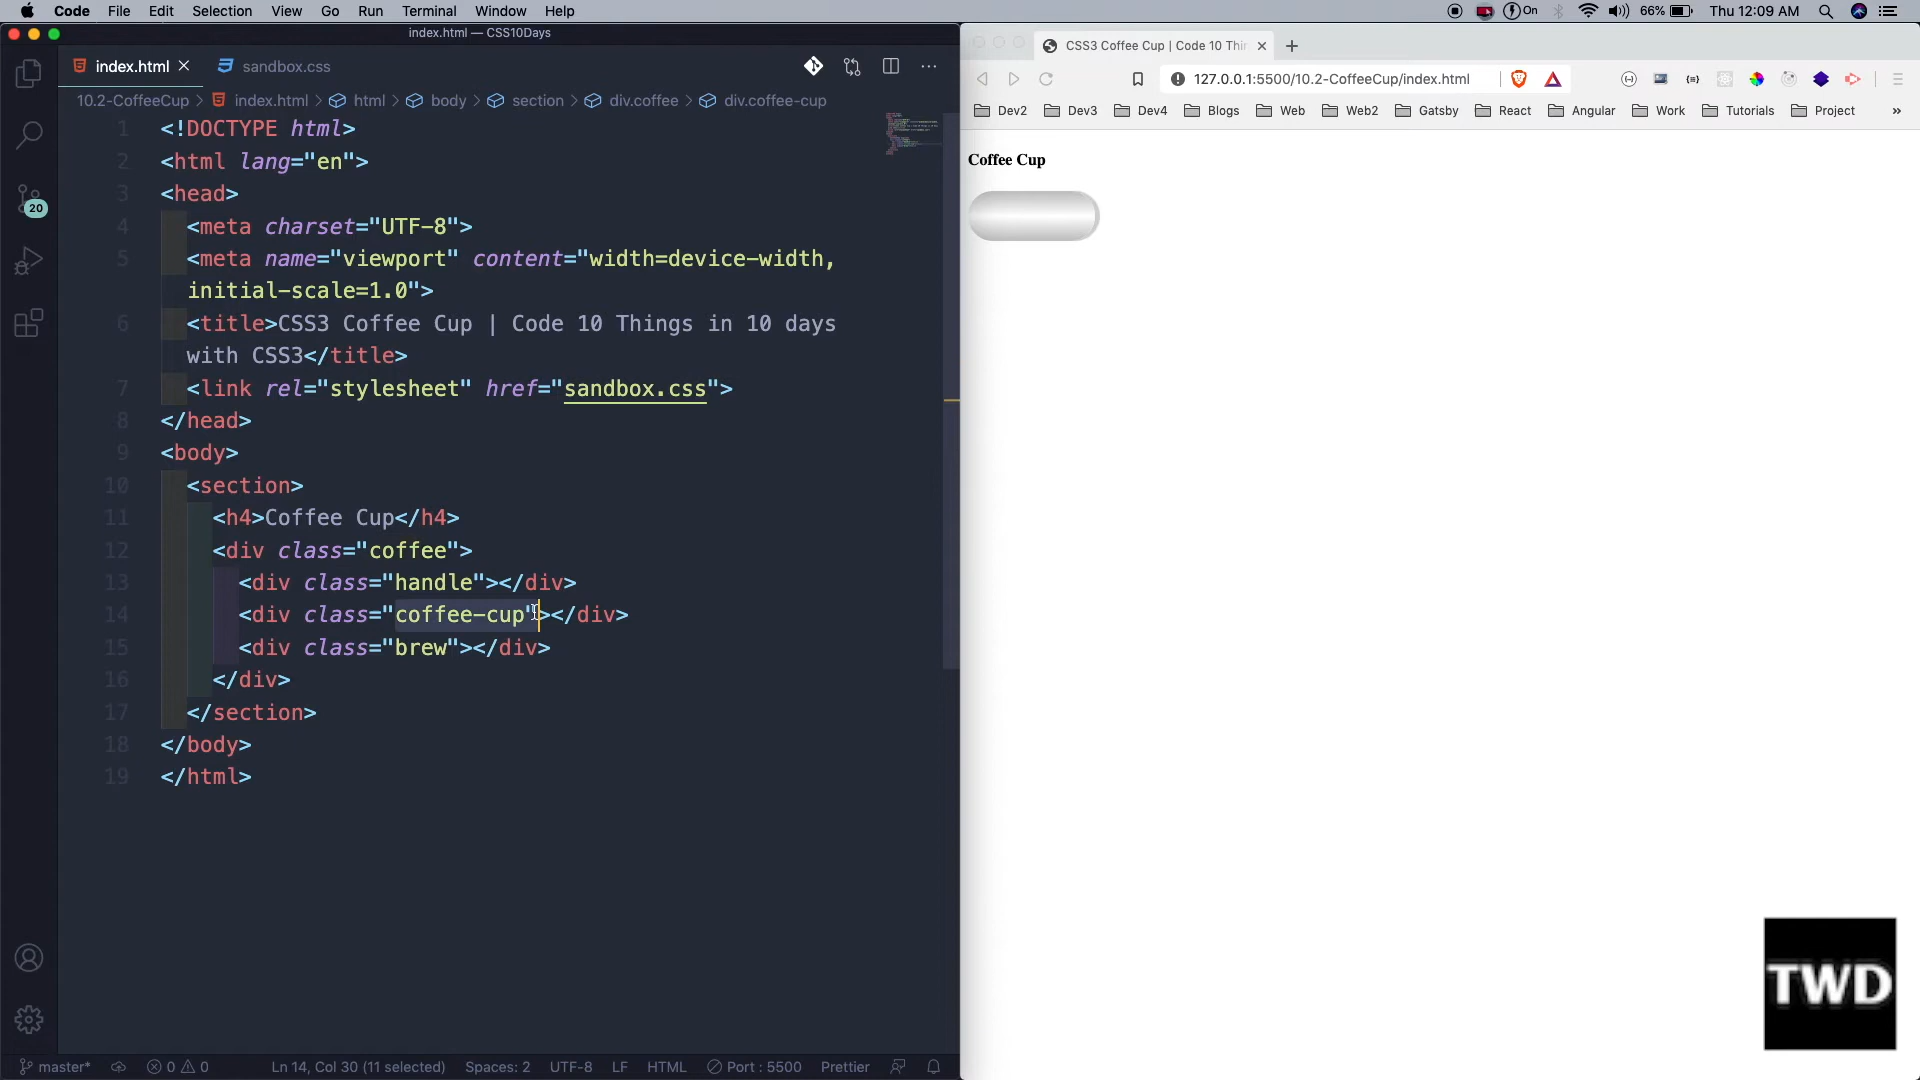 Code File Edit Selection View Go Run Terminal Window Help
On 66% Thu 12:09 AM
index.html — CSS10Days
index.html
sandbox.css
10.2-CoffeeCup > index.html > html > body > section > div.coffee > div.coffee-cup
1 <!DOCTYPE html>
2 <html lang="en">
3 <head>
4 <meta charset="UTF-8">
5 <meta name="viewport" content="width=device-width,
initial-scale=1.0">
6 <title>CSS3 Coffee Cup | Code 10 Things in 10 days
with CSS3</title>
7 <link rel="stylesheet" href="sandbox.css">
8 </head>
9 <body>
10 <section>
11 <h4>Coffee Cup</h4>
12 <div class="coffee">
13 <div class="handle"></div>
14 <div class="coffee-cup"></div>
15 <div class="brew"></div>
16 </div>
17 </section>
18 </body>
19 </html>
20
master* 0 0 Ln 14, Col 30 (11 selected) Spaces: 2 UTF-8 LF HTML Port : 5500 Prettier
CSS3 Coffee Cup | Code 10 Thin
127.0.0.1:5500/10.2-CoffeeCup/index.html
Dev2 Dev3 Dev4 Blogs Web Web2 Gatsby React Angular Work Tutorials Project »
Coffee Cup
TWD